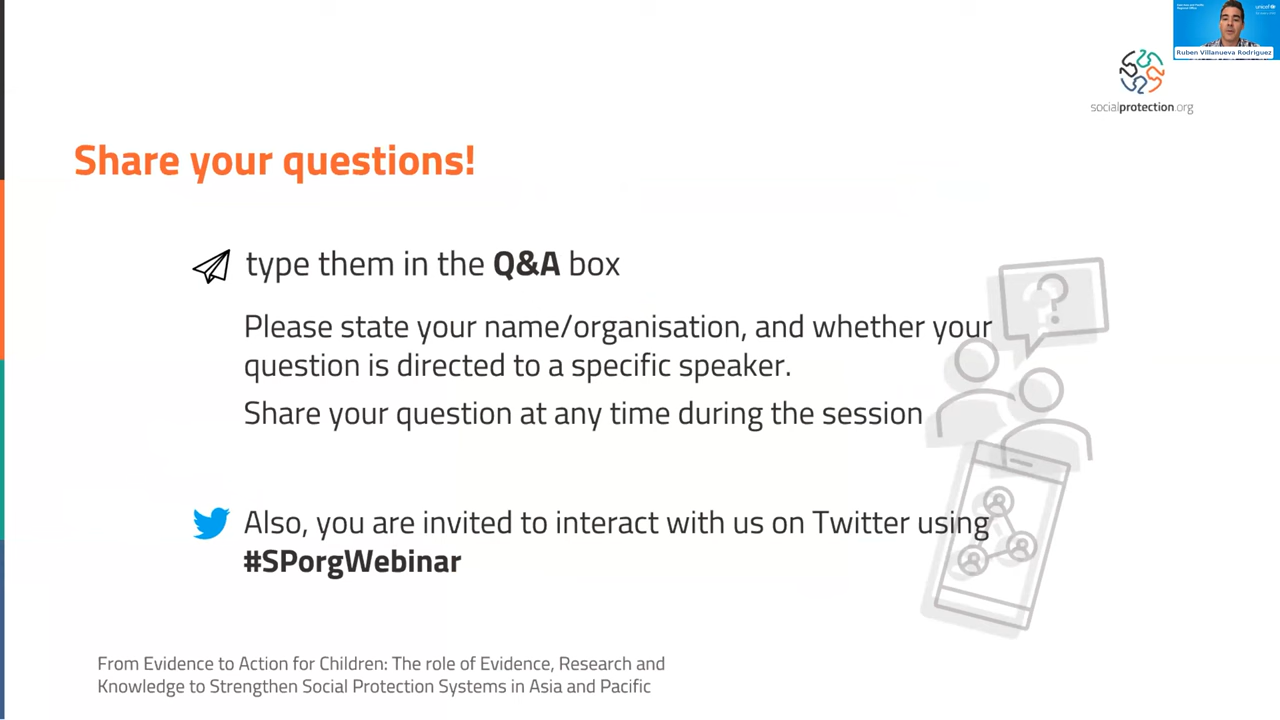 unicef
Ruben Villanueva Rodriguez
socialprotection.org
Share your questions!
type them in the Q&A box
Please state your name/organisation, and whether your
question is directed to a specific speaker.
Share your question at any time during the session
Also, you are invited to interact with us on Twitter using
#SPorgWebinar
From Evidence to Action for Children: The role of Evidence, Research and
Knowledge to Strengthen Social Protection Systems in Asia and Pacific